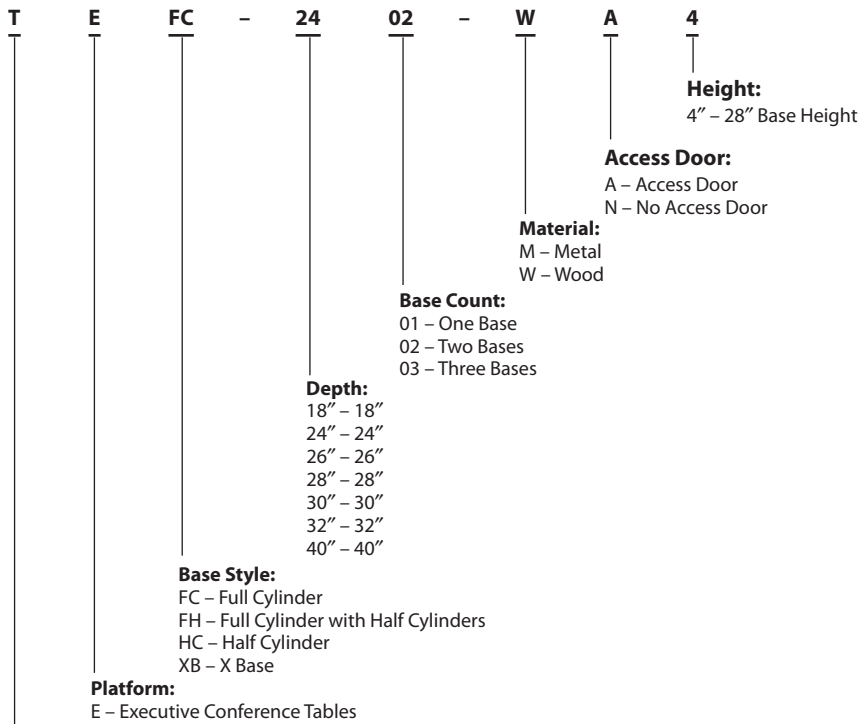 T E FC – 24 02 – W A 4
Height:
4″ – 28″ Base Height
Access Door:
A – Access Door
N – No Access Door
Material:
M – Metal
W – Wood
Base Count:
01 – One Base
02 – Two Bases
03 – Three Bases
Depth:
18″ – 18″
24″ – 24″
26″ – 26″
28″ – 28″
30″ – 30″
32″ – 32″
40″ – 40″
Base Style:
FC – Full Cylinder
FH – Full Cylinder with Half Cylinders
HC – Half Cylinder
XB – X Base
Platform:
E – Executive Conference Tables